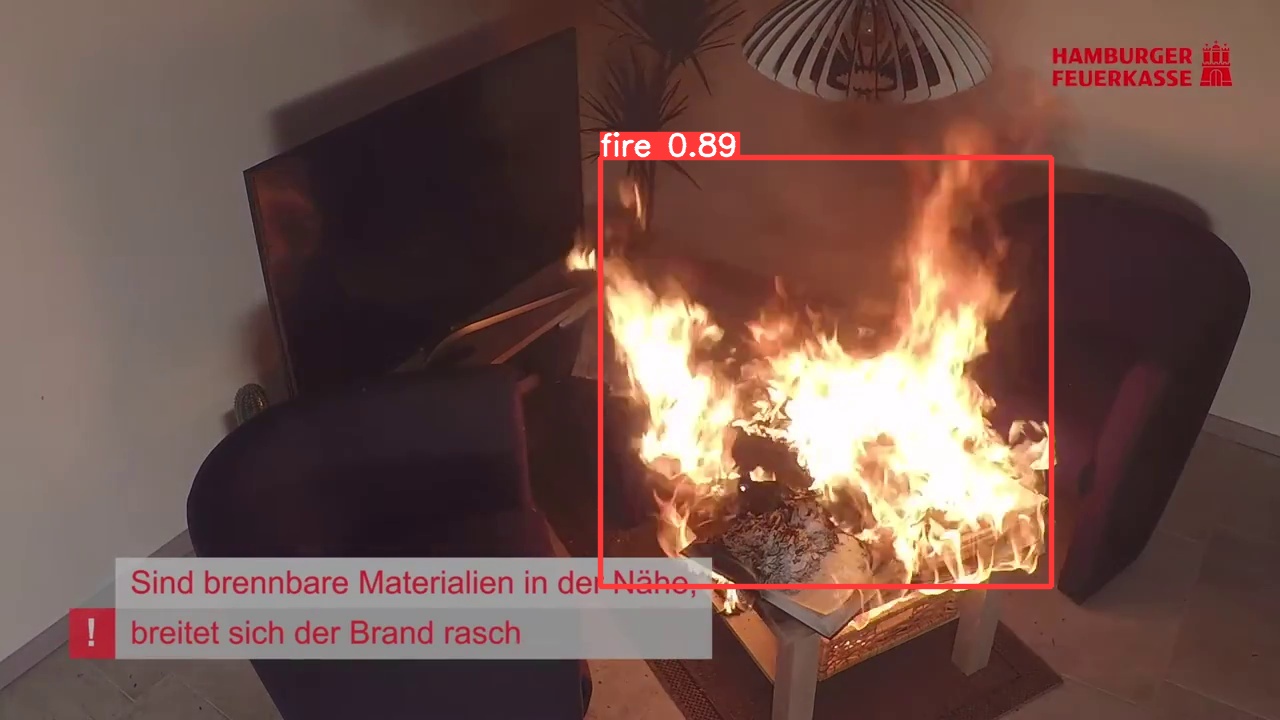 HAMBURGER
FEUERKASSE
fire 0.89
Sind brennbare Materialien in der Nähe,
! breitet sich der Brand rasch